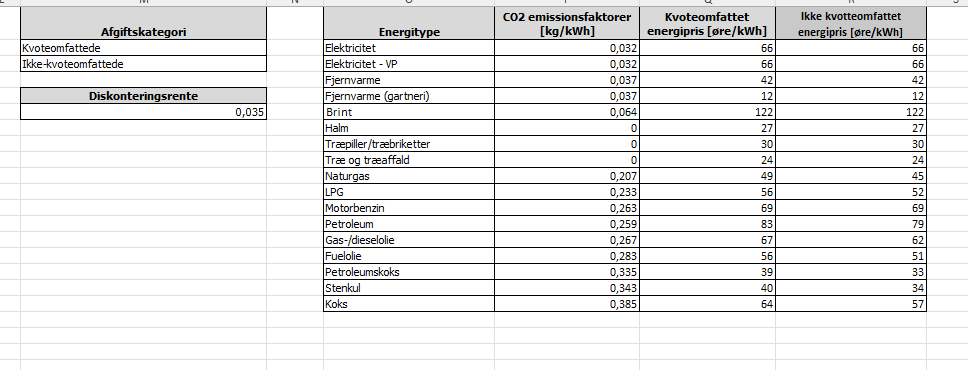 M N O P Q R S
Afgiftskategori
Kvoteomfattede
Ikke-kvoteomfattede
Diskonteringsrente
0,035
Energitype CO2 emissionsfaktorer [kg/kWh] Kvoteomfattet energipris [øre/kWh] Ikke kvotteomfattet energipris [øre/kWh]
Elektricitet 0,032 66 66
Elektricitet - VP 0,032 66 66
Fjernvarme 0,037 42 42
Fjernvarme (gartneri) 0,037 12 12
Brint 0,064 122 122
Halm 0 27 27
Træpiller/træbriketter 0 30 30
Træ og træaffald 0 24 24
Naturgas 0,207 49 45
LPG 0,233 56 52
Motorbenzin 0,263 69 69
Petroleum 0,259 83 79
Gas-/dieselolie 0,267 67 62
Fuelolie 0,283 56 51
Petroleumskoks 0,335 39 33
Stenkul 0,343 40 34
Koks 0,385 64 57